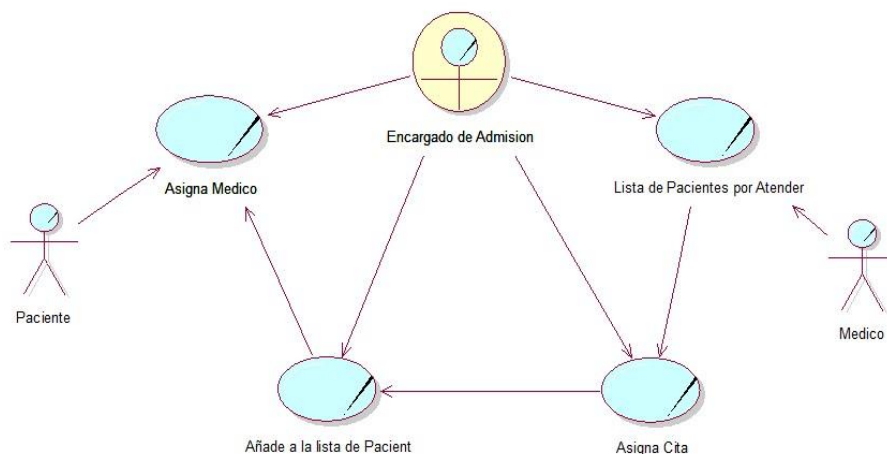 Encargado de Admision
Asigna Medico
Lista de Pacientes por Atender
Paciente
Medico
Añade a la lista de Pacient
Asigna Cita